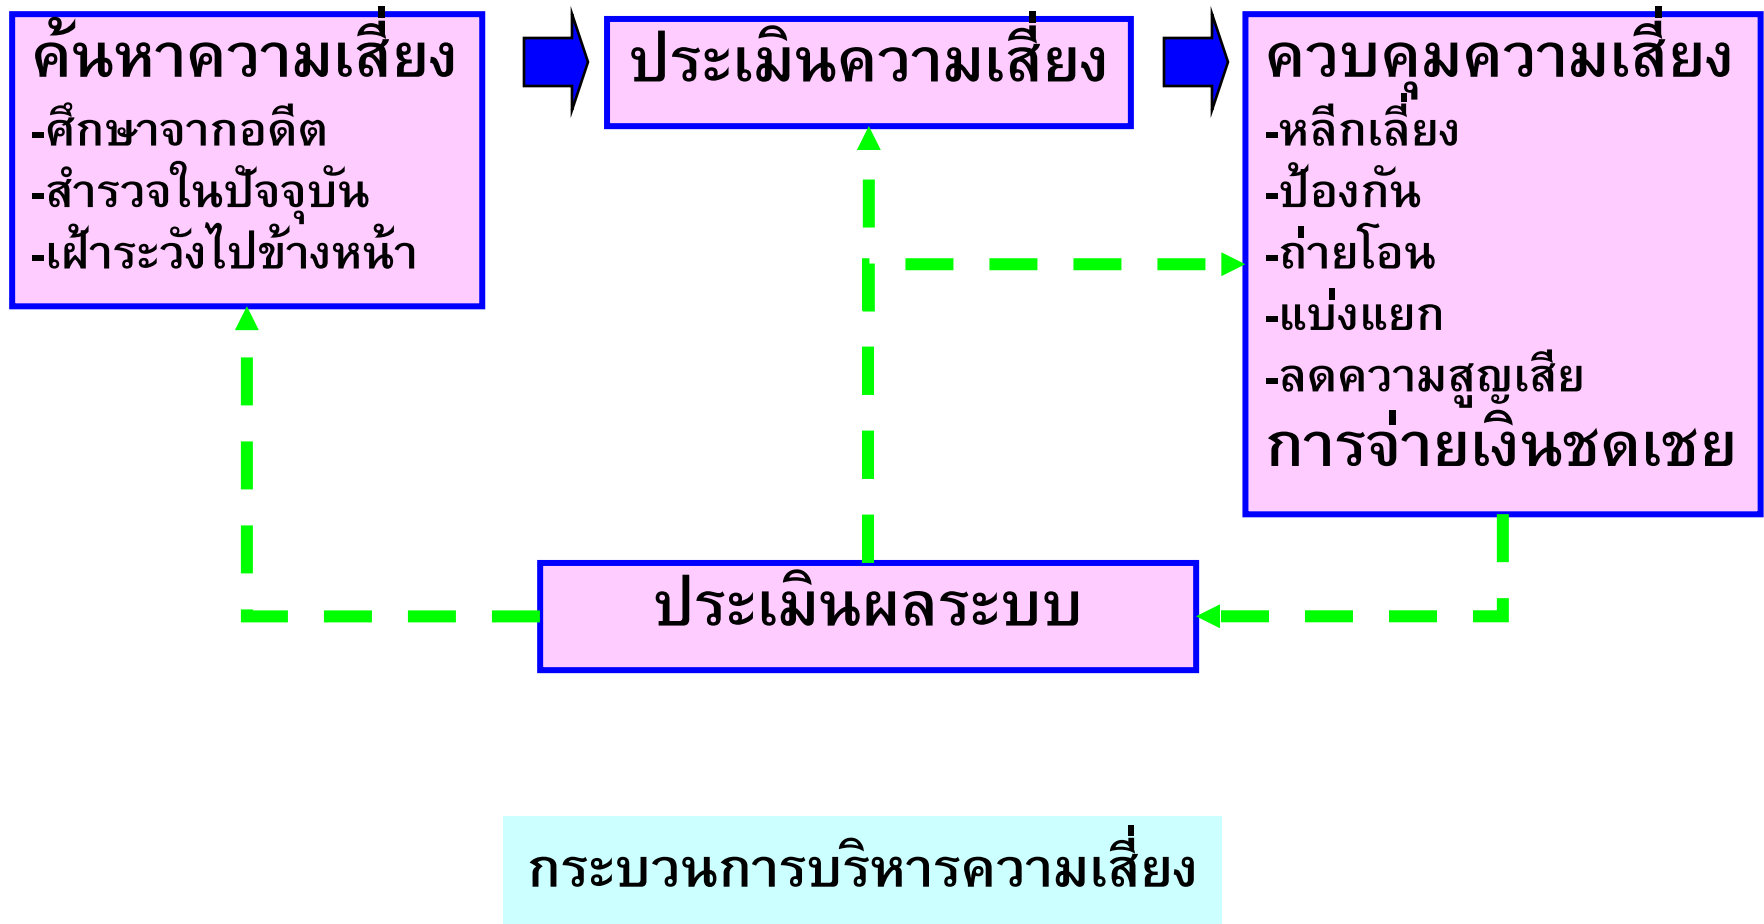 ค้นหาความเสี่ยง
-ศึกษาจากอดีต
-สำรวจในปัจจุบัน
-เฝ้าระวังไปข้างหน้า
ประเมินความเสี่ยง
ควบคุมความเสี่ยง
-หลีกเลี่ยง
-ป้องกัน
-ถ่ายโอน
-แบ่งแยก
-ลดความสูญเสีย
การจ่ายเงินชดเชย
ประเมินผลระบบ
กระบวนการบริหารความเสี่ยง